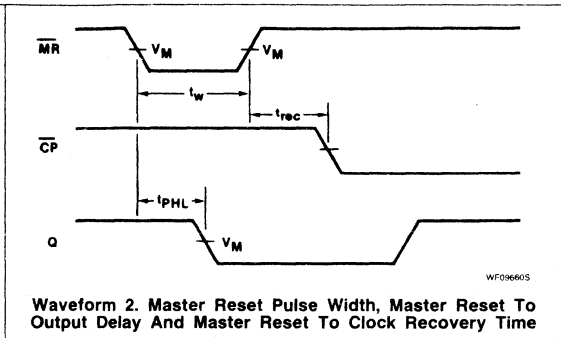 MR VM VM
tw
trec
CP
tPHL
Q VM
WF09660S
Waveform 2. Master Reset Pulse Width, Master Reset To
Output Delay And Master Reset To Clock Recovery Time